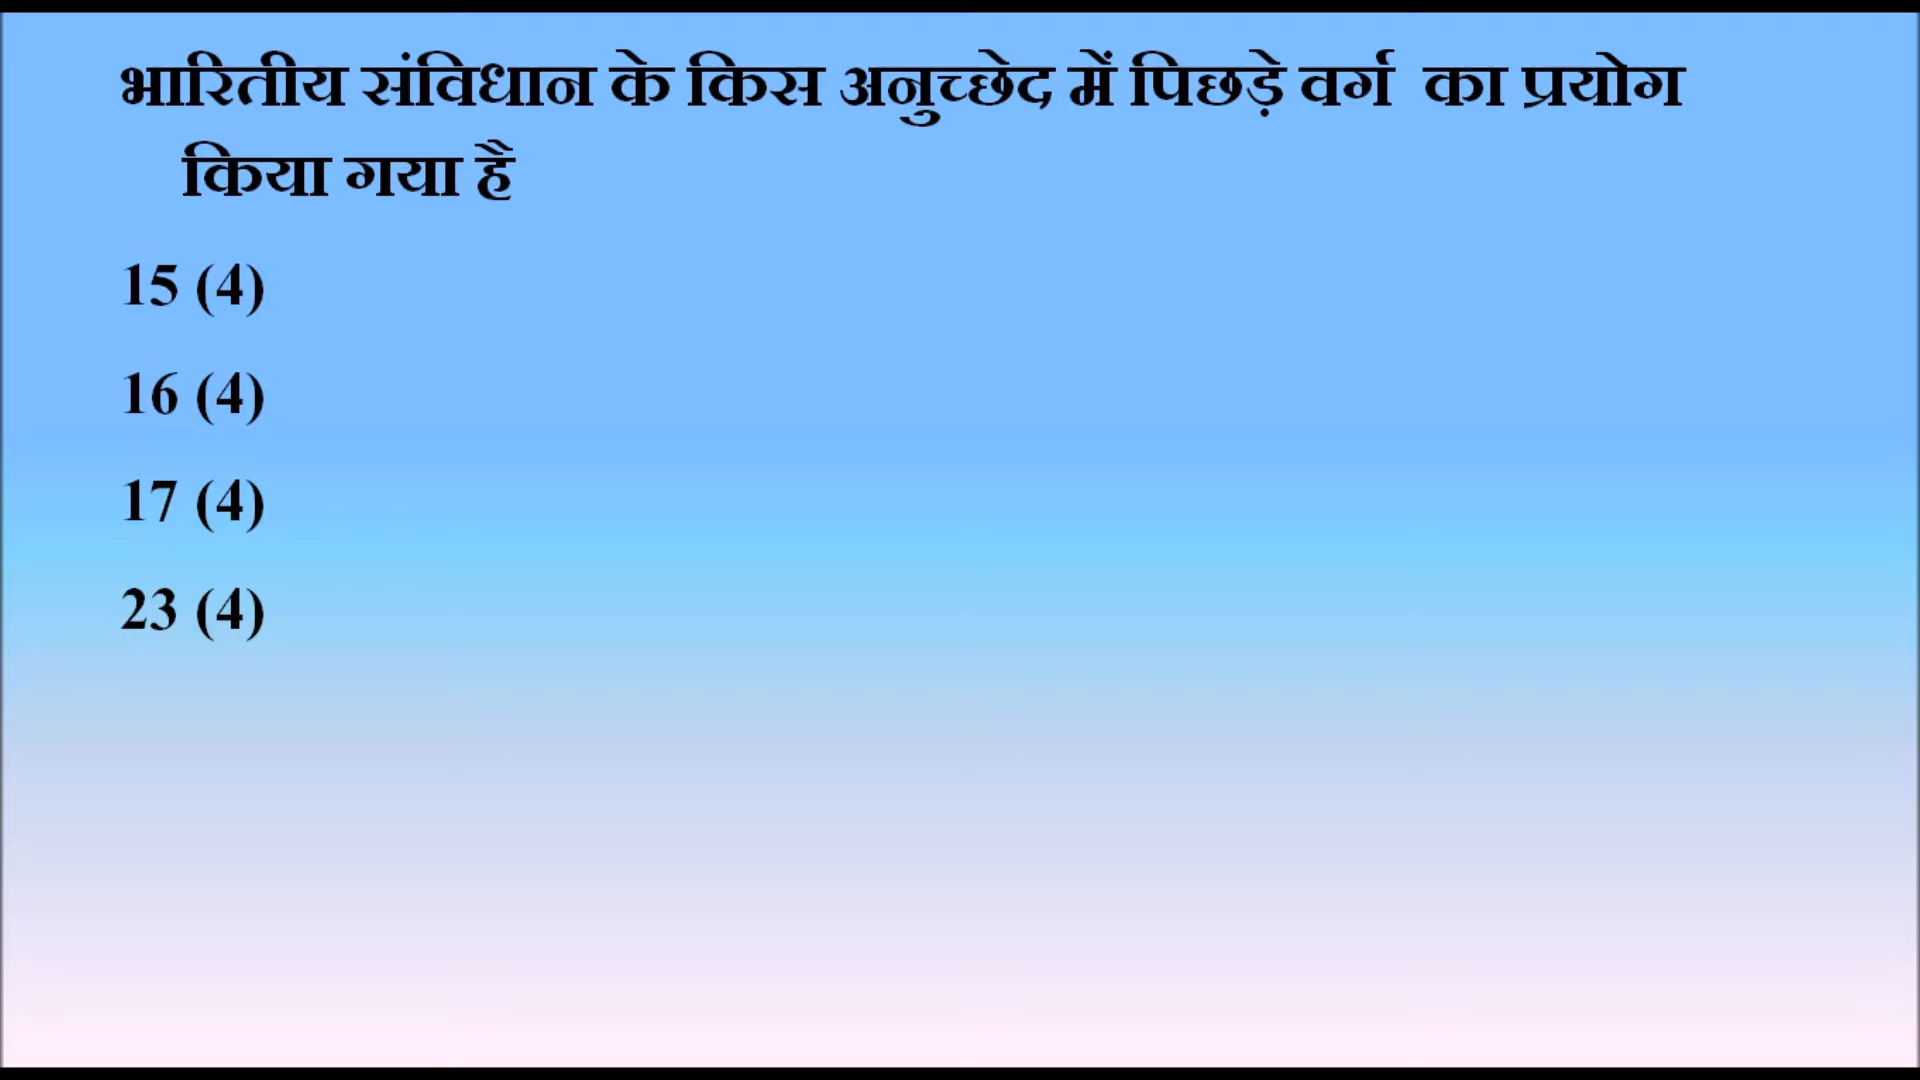 भारितीय संविधान के किस अनुच्छेद में पिछड़े वर्ग का प्रयोग
किया गया है
15 (4)
16 (4)
17 (4)
23 (4)